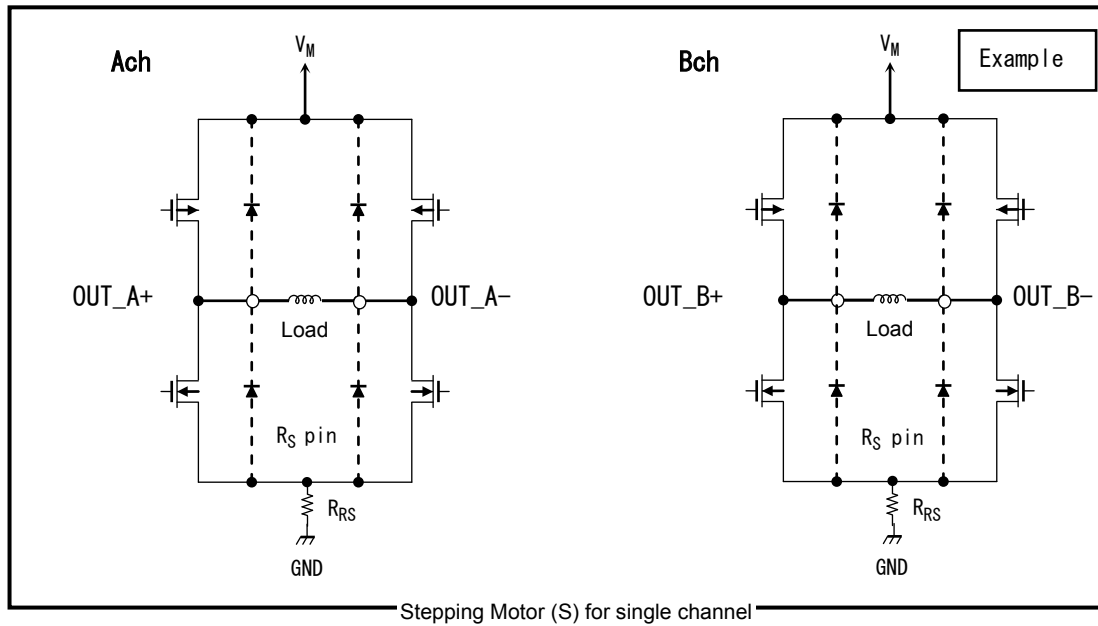 Ach
V_M
OUT_A+
OUT_A-
Load
R_S pin
R_RS
GND
Bch
V_M
Example
OUT_B+
OUT_B-
Load
R_S pin
R_RS
GND
Stepping Motor (S) for single channel